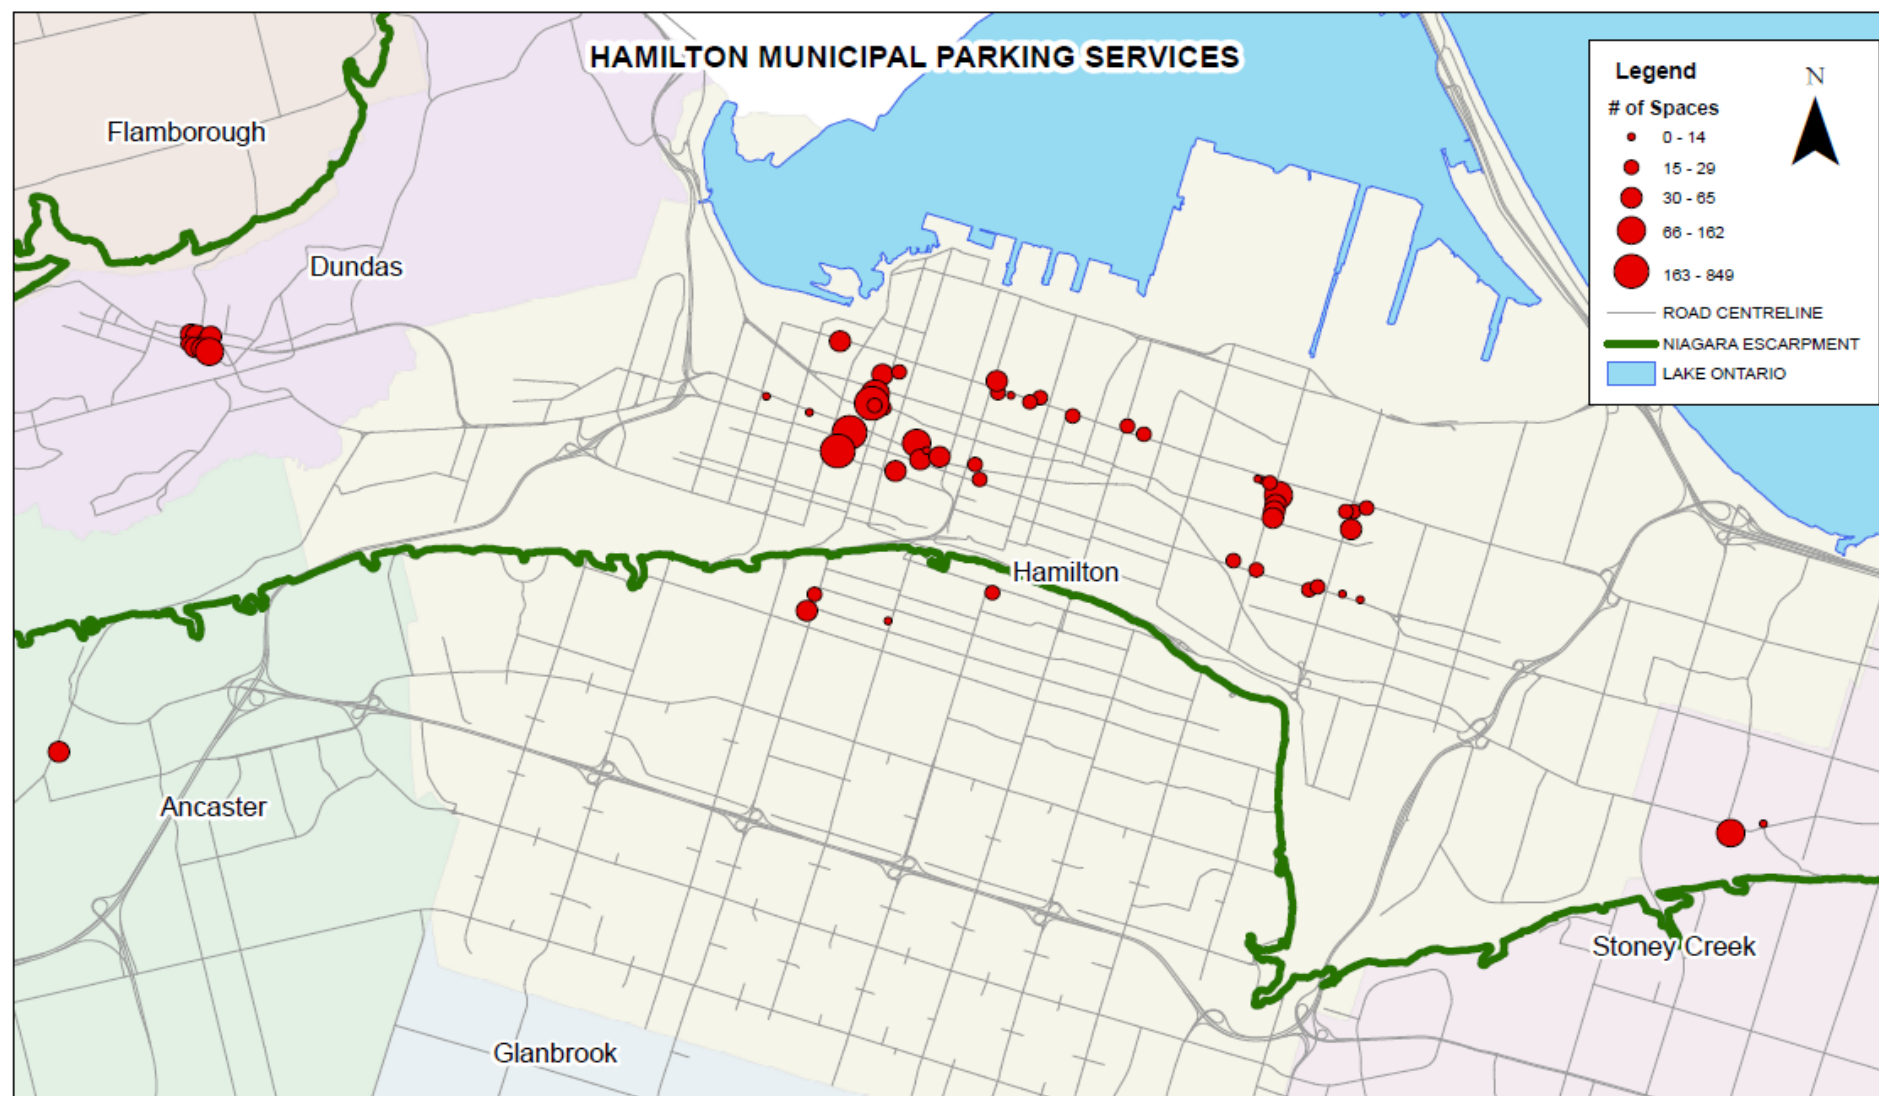 HAMILTON MUNICIPAL PARKING SERVICES
Legend
N
# of Spaces
0 - 14
15 - 29
30 - 65
66 - 162
163 - 849
ROAD CENTRELINE
NIAGARA ESCARPMENT
LAKE ONTARIO
Flamborough
Dundas
Hamilton
Ancaster
Stoney Creek
Glanbrook